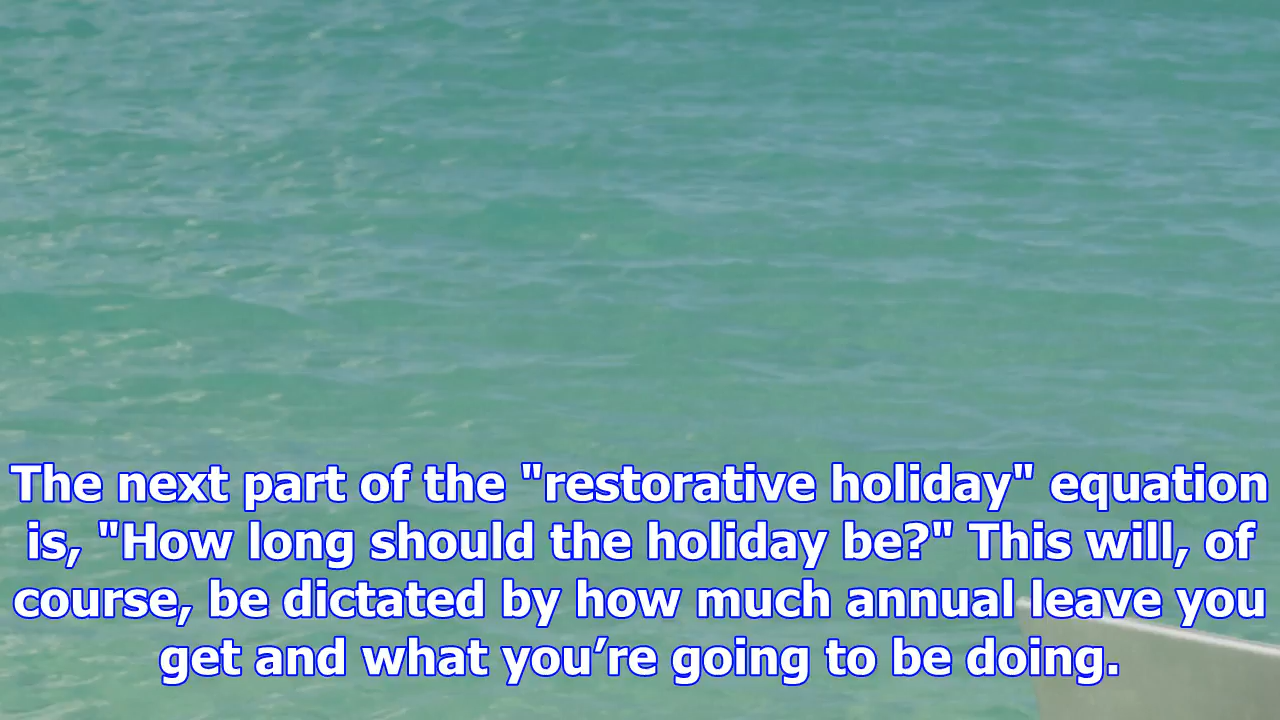 The next part of the "restorative holiday" equation
is, "How long should the holiday be?" This will, of
course, be dictated by how much annual leave you
get and what you’re going to be doing.